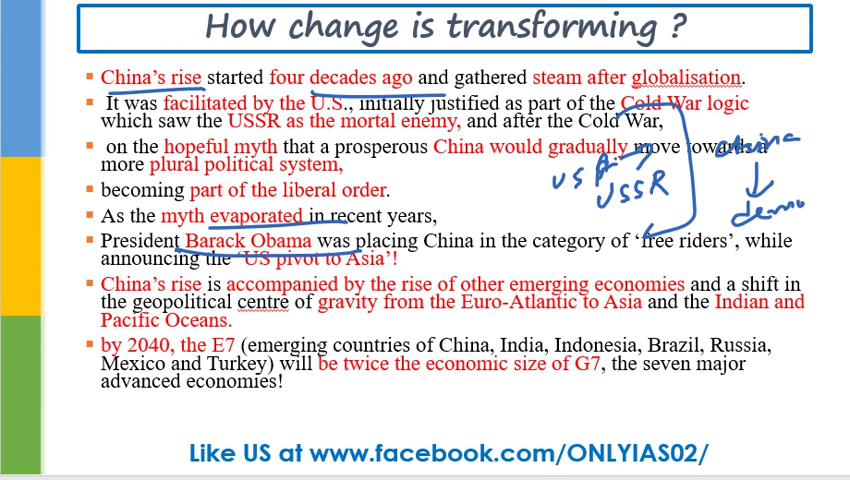 How change is transforming ?
▪ China's rise started four decades ago and gathered steam after globalisation.
▪ It was facilitated by the U.S., initially justified as part of the Cold War logic
which saw the USSR as the mortal enemy, and after the Cold War,
▪ on the hopeful myth that a prosperous China would gradually move towards a
more plural political system,
▪ becoming part of the liberal order.
▪ As the myth evaporated in recent years,
▪ President Barack Obama was placing China in the category of 'free riders', while
announcing the 'US pivot to Asia'!
▪ China's rise is accompanied by the rise of other emerging economies and a shift in
the geopolitical centre of gravity from the Euro-Atlantic to Asia and the Indian and
Pacific Oceans.
▪ by 2040, the E7 (emerging countries of China, India, Indonesia, Brazil, Russia,
Mexico and Turkey) will be twice the economic size of G7, the seven major
advanced economies!
USA
USSR
china
demo
Like US at www.facebook.com/ONLYIAS02/